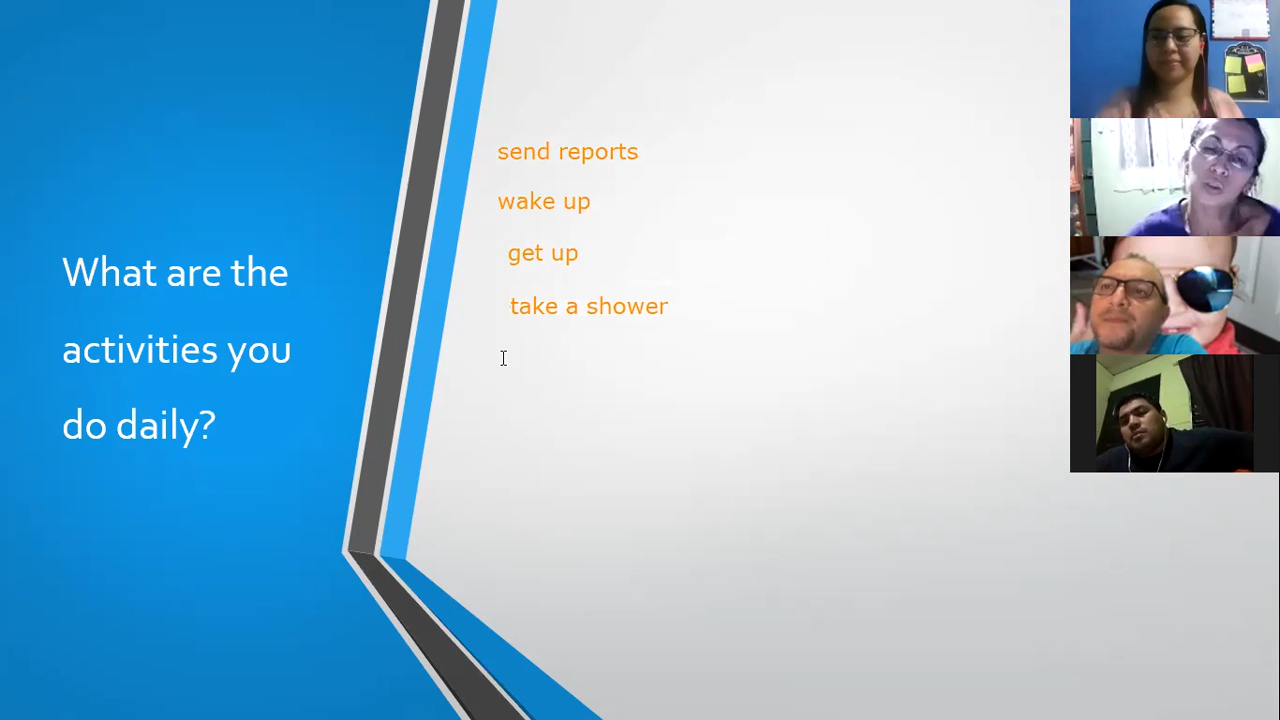 What are the
activities you
do daily?
send reports
wake up
get up
take a shower